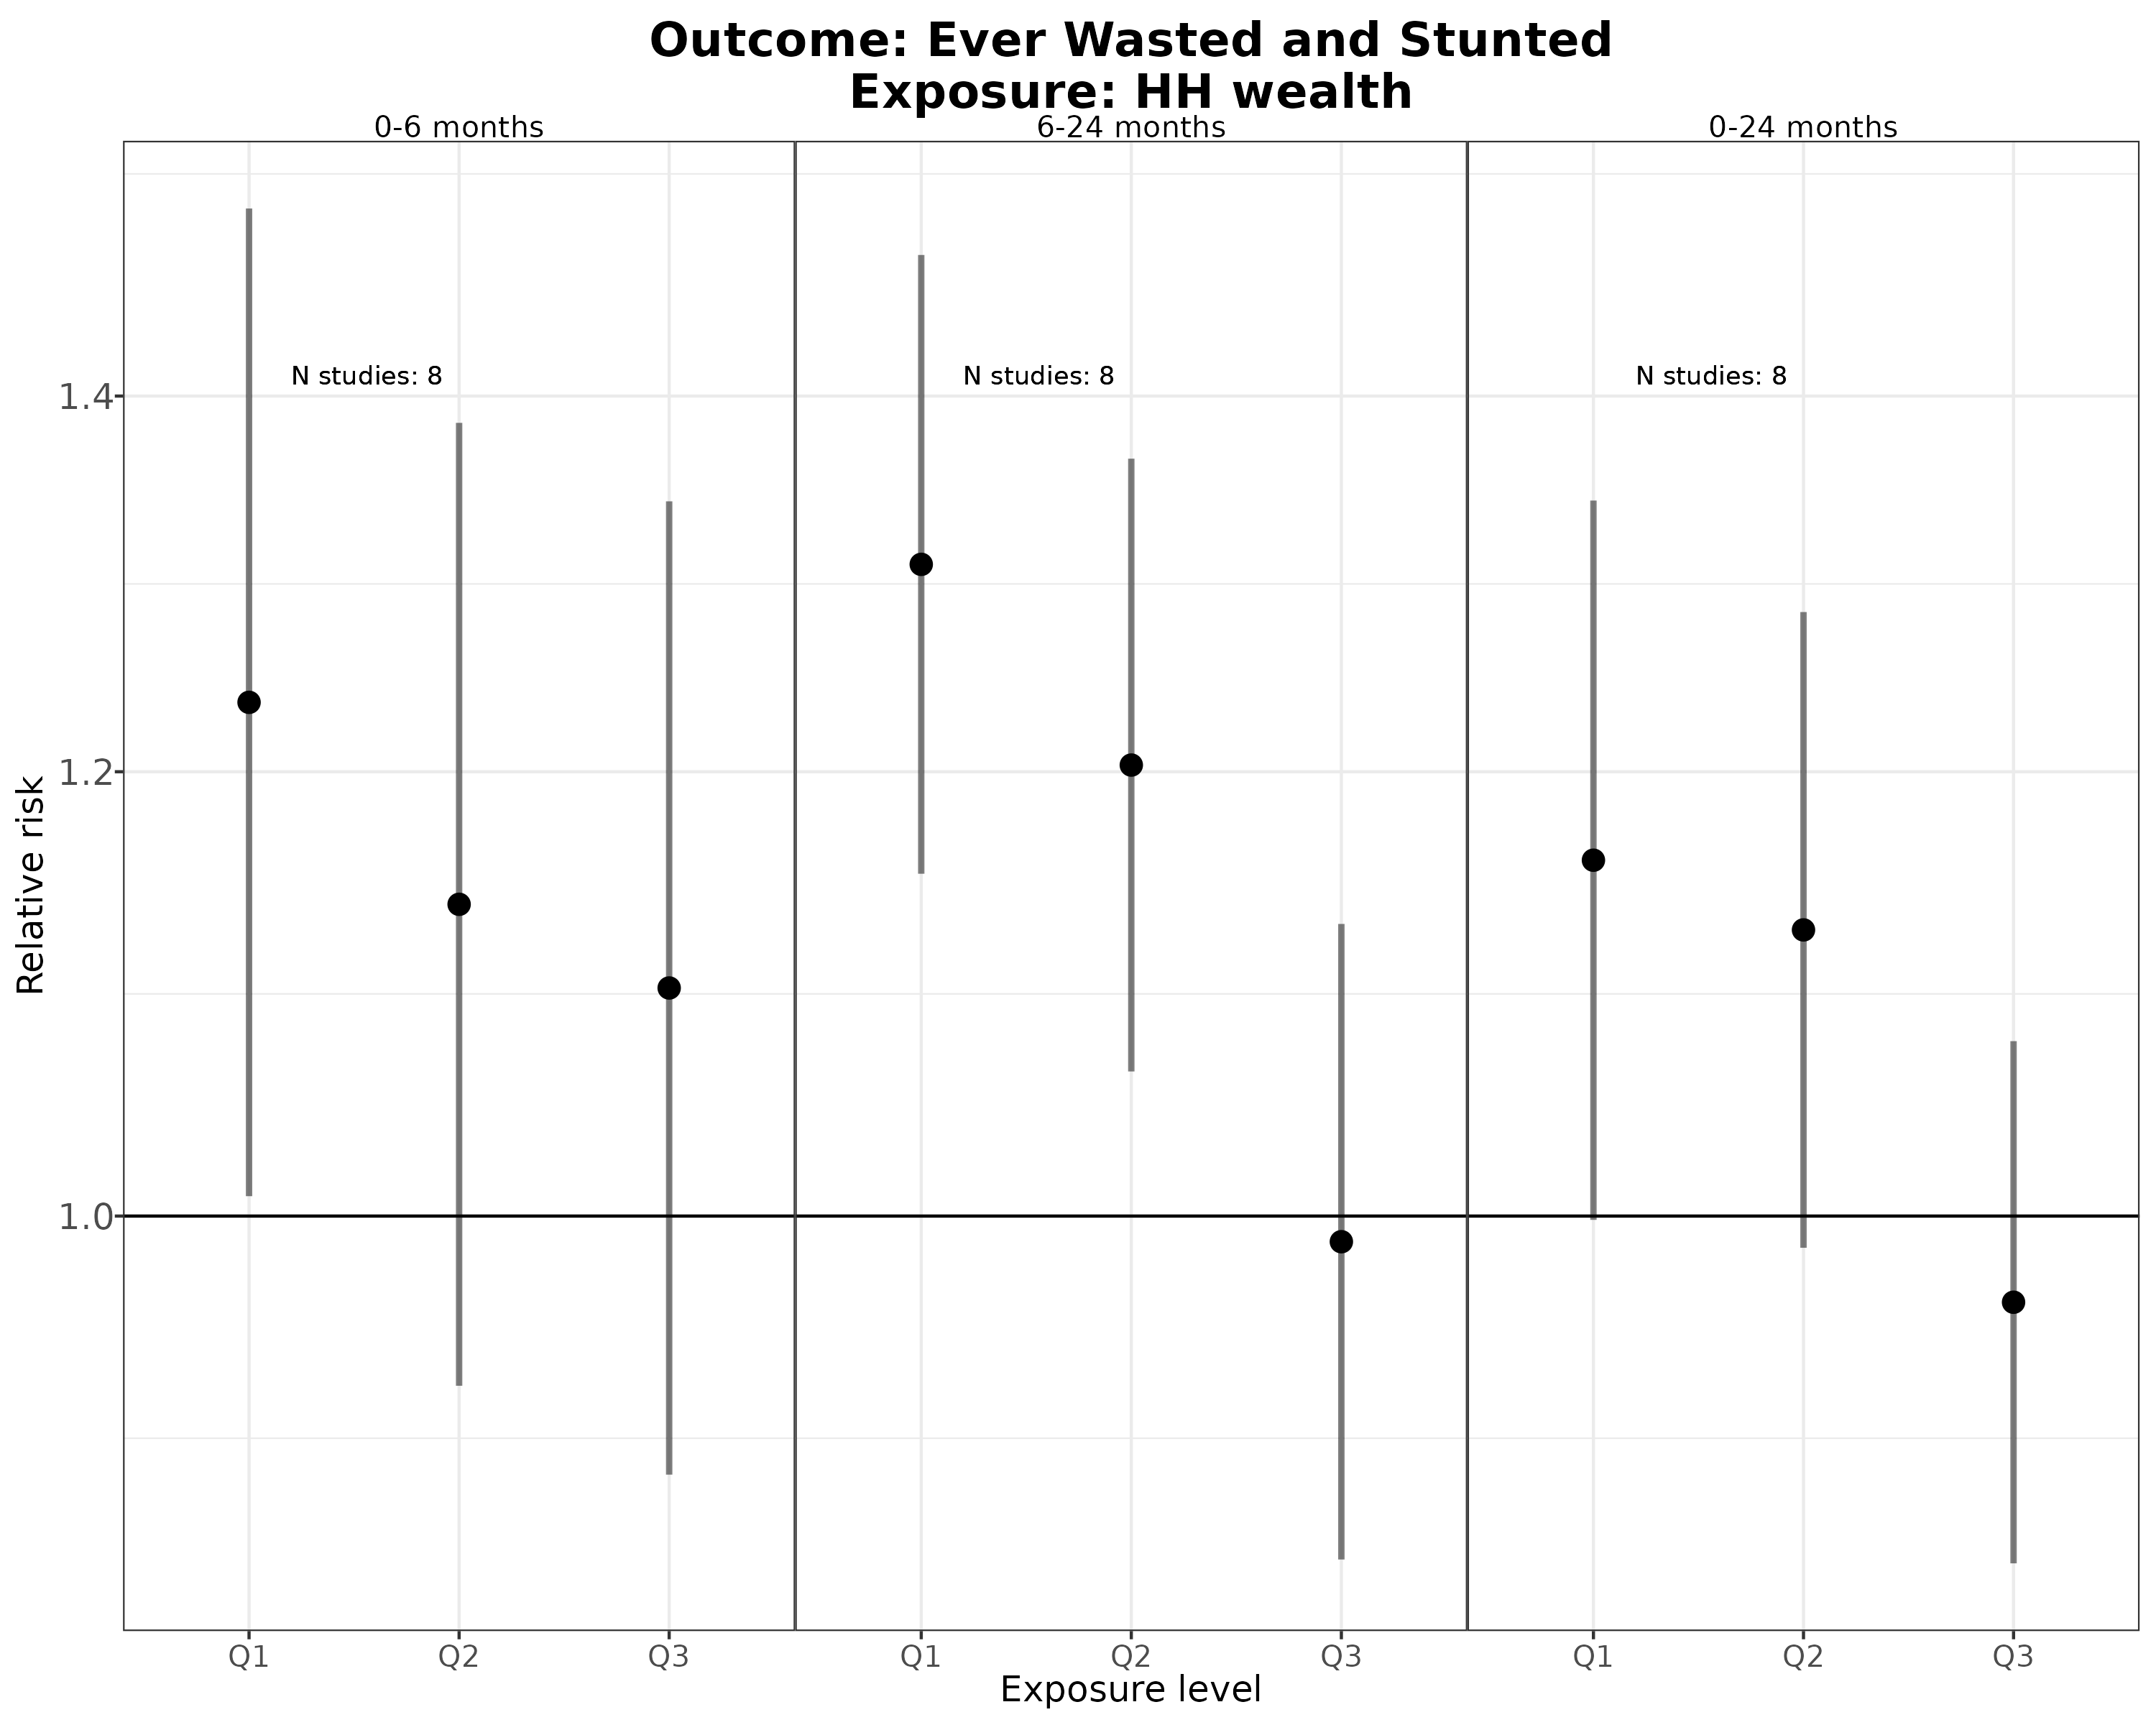 Outcome: Ever Wasted and Stunted
Exposure: HH wealth
0-6 months
6-24 months
0-24 months
N studies: 8
N studies: 8
N studies: 8
1.4
1.2
1.0
Relative risk
Q1
Q2
Q3
Q1
Q2
Q3
Q1
Q2
Q3
Exposure level